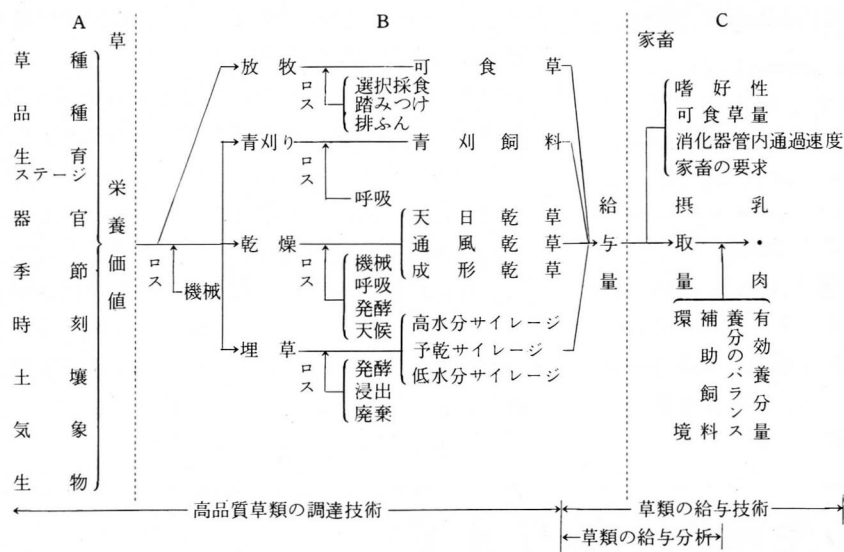 A
B
C
草
家畜
草種
品種
生育
ステージ
器官
季節
時刻
土壌
気象
生物
栄養価値
ロス
機械
放牧
ロス
選択採食
踏みつけ
排ふん
可食草
青刈り
ロス
呼吸
青刈飼料
乾燥
ロス
機械
呼吸
発酵
天候
天日乾草
通風乾草
成形乾草
埋草
ロス
発酵
浸出
廃棄
高水分サイレージ
予乾サイレージ
低水分サイレージ
給与量
嗜好性
可食草量
消化器管内通過速度
家畜の要求
摂取量
乳・肉
環境
補助飼料
養分のバランス
有効養分量
高品質草類の調達技術
草類の給与技術
草類の給与分析